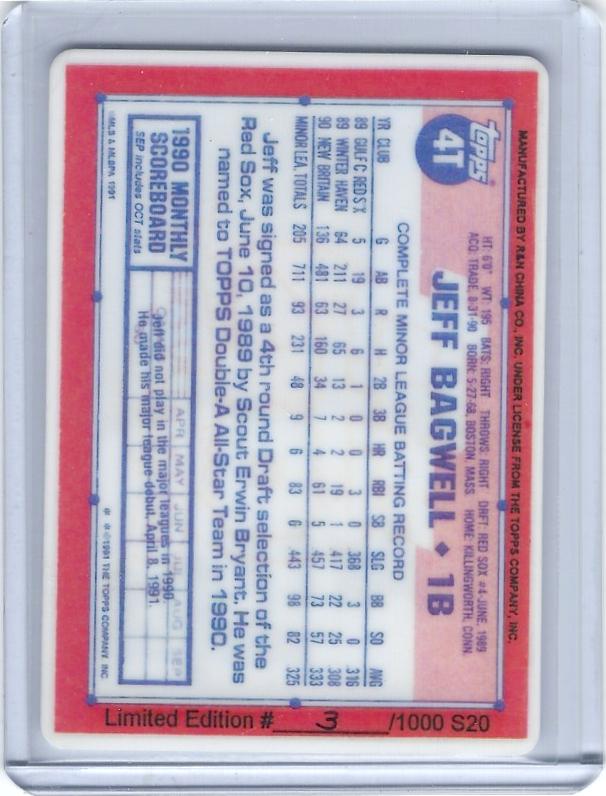 MANUFACTURED BY R&N CHINA CO., INC. UNDER LICENSE FROM THE TOPPS COMPANY, INC.
topps
4T
HT: 6'0" WT: 195 BATS: RIGHT THROWS: RIGHT DRFT: RED SOX #4-JUNE, 1989
ACQ: TRADE, 8-31-90 BORN: 5-27-68, BOSTON, MASS. HOME: KILLINGWORTH, CONN.
JEFF BAGWELL ♦ 1B
COMPLETE MINOR LEAGUE BATTING RECORD
YR CLUB G AB R H 2B 3B HR RBI SB SLG BB SO AVG
89 GULF C RED SX 5 19 3 6 1 0 0 3 0 368 3 0 316
89 WINTER HAVEN 64 211 27 65 13 2 2 19 1 417 22 25 308
90 NEW BRITAIN 136 481 63 160 34 7 4 61 5 457 73 57 333
MINOR LEA. TOTALS 205 711 93 231 48 9 6 83 6 443 98 82 325
Jeff was signed as a 4th round Draft selection of the
Red Sox, June 10, 1989 by Scout Erwin Bryant. He was
named to TOPPS Double-A All-Star Team in 1990.
1990 MONTHLY
SCOREBOARD
SEP includes OCT stats
APR MAY JUN JUL AUG SEP
Jeff did not play in the major leagues in 1990.
He made his major league debut, April 8, 1991.
©MLB & MLBPA 1991
* * ©1991 THE TOPPS COMPANY, INC.
Limited Edition # 3 /1000 S20